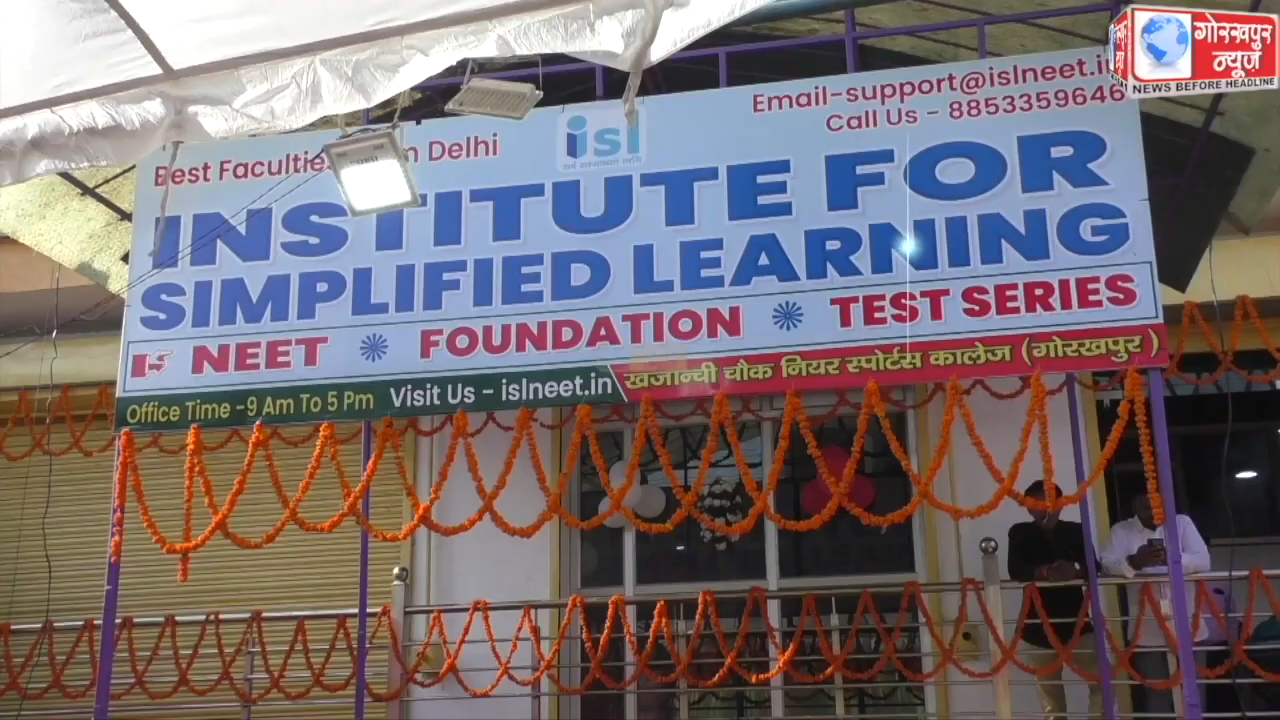 गोरखपुर
न्यूज़
NEWS BEFORE HEADLINE
Email-support@islneet.in
Call Us - 8853359646
Best Faculties Delhi
isl
INSTITUTE FOR
SIMPLIFIED LEARNING
NEET FOUNDATION TEST SERIES
Office Time -9 Am To 5 Pm Visit Us - islneet.in खजान्ची चौक नियर स्पोर्टस कालेज (गोरखपुर)